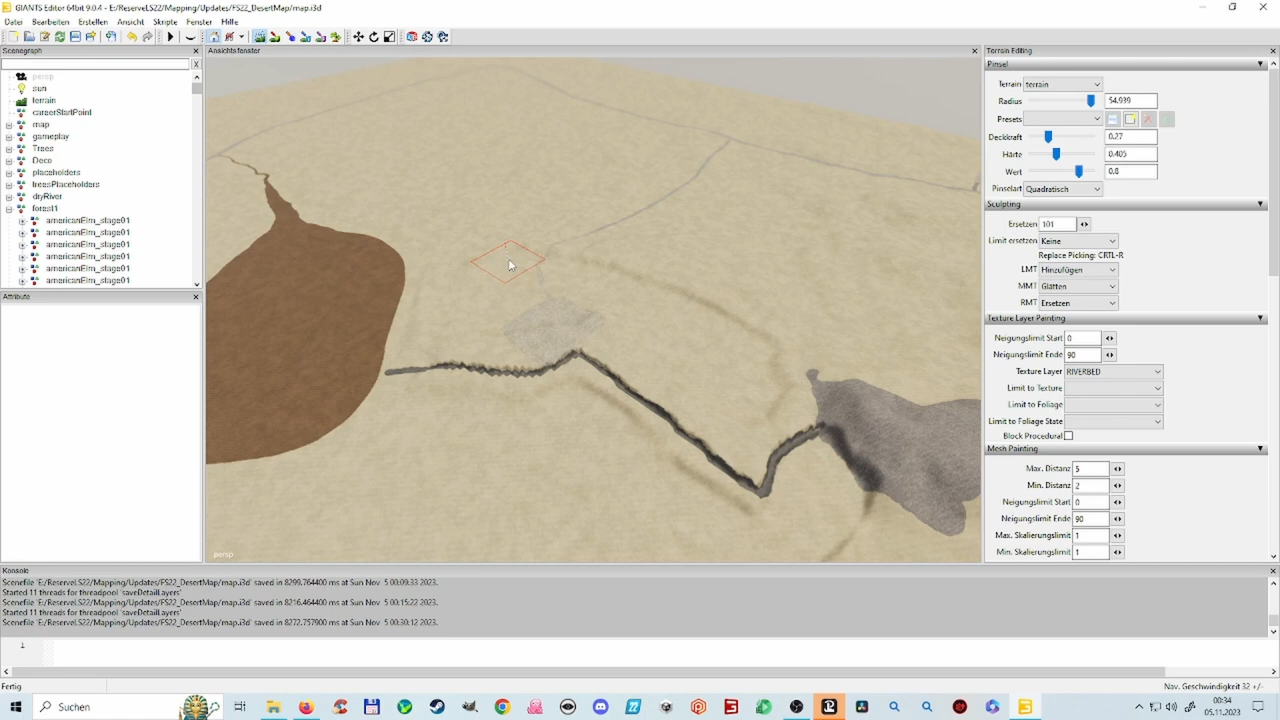 GIANTS Editor 64bit 9.0.4 - E:/ReserveLS22/Mapping/Updates/FS22_DesertMap/map.i3d
Datei Bearbeiten Erstellen Ansicht Skripte Fenster Hilfe
Scenegraph
Ansichtsfenster
Terrain Editing
persp
sun
terrain
careerStartPoint
map
gameplay
Trees
Deco
placeholders
treesPlaceholders
dryRiver
forest1
americanElm_stage01
americanElm_stage01
americanElm_stage01
americanElm_stage01
americanElm_stage01
americanElm_stage01
Attribute
persp
Pinsel
Terrain terrain
Radius 54.939
Presets
Deckkraft 0.27
Härte 0.405
Wert 0.8
Pinselart Quadratisch
Sculpting
Ersetzen 101
Limit ersetzen Keine
Replace Picking: CRTL-R
LMT Hinzufügen
MMT Glätten
RMT Ersetzen
Texture Layer Painting
Neigungslimit Start 0
Neigungslimit Ende 90
Texture Layer RIVERBED
Limit to Texture
Limit to Foliage
Limit to Foliage State
Block Procedural
Mesh Painting
Max. Distanz 5
Min. Distanz 2
Neigungslimit Start 0
Neigungslimit Ende 90
Max. Skalierungslimit 1
Min. Skalierungslimit 1
Konsole
Scenefile 'E:/ReserveLS22/Mapping/Updates/FS22_DesertMap/map.i3d' saved in 8299.764400 ms at Sun Nov 5 00:09:33 2023.
Started 11 threads for threadpool 'saveDetailLayers'
Scenefile 'E:/ReserveLS22/Mapping/Updates/FS22_DesertMap/map.i3d' saved in 8216.464400 ms at Sun Nov 5 00:15:22 2023.
Started 11 threads for threadpool 'saveDetailLayers'
Scenefile 'E:/ReserveLS22/Mapping/Updates/FS22_DesertMap/map.i3d' saved in 8272.757900 ms at Sun Nov 5 00:30:12 2023.
1
Fertig
Nav. Geschwindigkeit 32 +/-
Suchen
00:34
05.11.2023